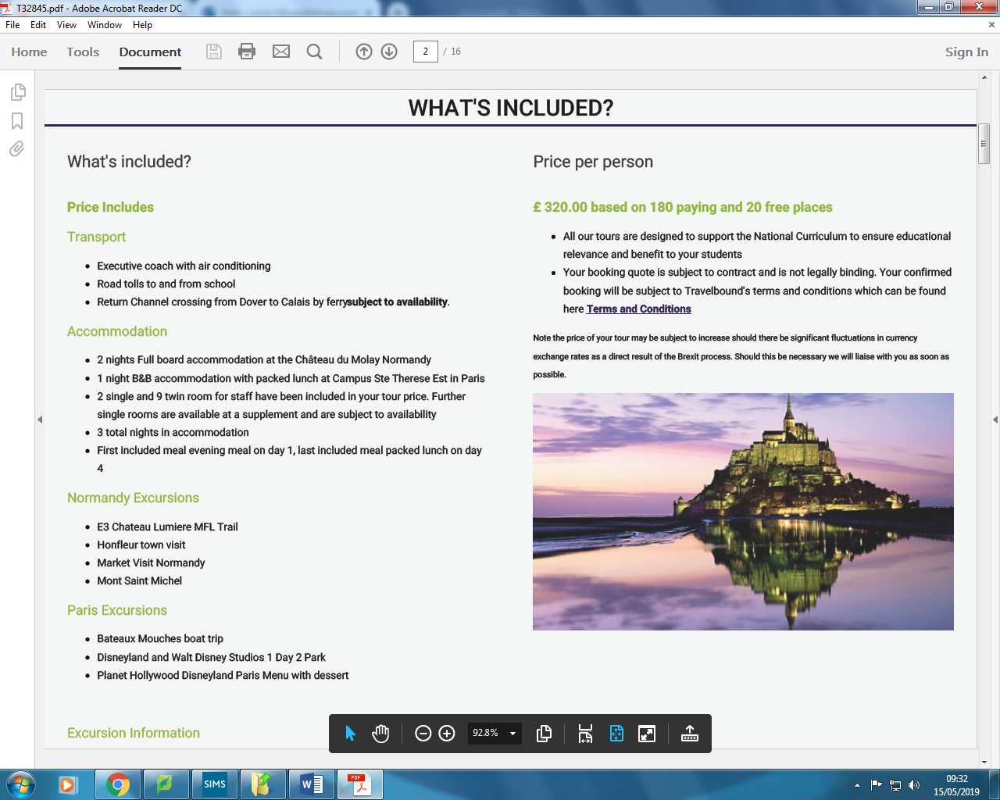 T32845.pdf - Adobe Acrobat Reader DC
File Edit View Window Help
Home Tools Document 2 / 16 Sign In
WHAT'S INCLUDED?
What's included?
Price Includes
Transport
Executive coach with air conditioning
Road tolls to and from school
Return Channel crossing from Dover to Calais by ferrysubject to availability.
Accommodation
2 nights Full board accommodation at the Château du Molay Normandy
1 night B&B accommodation with packed lunch at Campus Ste Therese Est in Paris
2 single and 9 twin room for staff have been included in your tour price. Further
single rooms are available at a supplement and are subject to availability
3 total nights in accommodation
First included meal evening meal on day 1, last included meal packed lunch on day
4
Normandy Excursions
E3 Chateau Lumiere MFL Trail
Honfleur town visit
Market Visit Normandy
Mont Saint Michel
Paris Excursions
Bateaux Mouches boat trip
Disneyland and Walt Disney Studios 1 Day 2 Park
Planet Hollywood Disneyland Paris Menu with dessert
Excursion Information
Price per person
£ 320.00 based on 180 paying and 20 free places
All our tours are designed to support the National Curriculum to ensure educational
relevance and benefit to your students
Your booking quote is subject to contract and is not legally binding. Your confirmed
booking will be subject to Travelbound's terms and conditions which can be found
here Terms and Conditions
Note the price of your tour may be subject to increase should there be significant fluctuations in currency
exchange rates as a direct result of the Brexit process. Should this be necessary we will liaise with you as soon as
possible.
92.8%
SIMS
W
PDF
09:32
15/05/2019